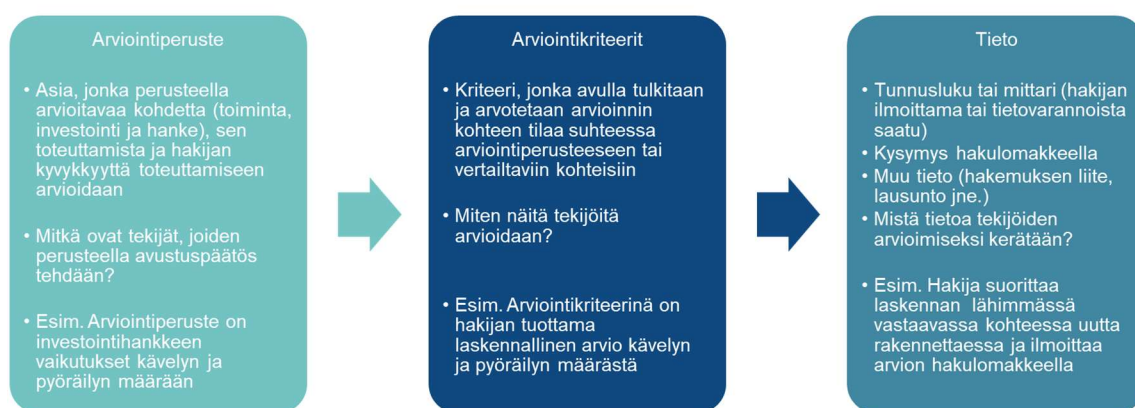 Arviointiperuste
• Asia, jonka perusteella
arvioitavaa kohdetta (toiminta,
investointi ja hanke), sen
toteuttamista ja hakijan
kyvykkyyttä toteuttamiseen
arvioidaan
• Mitkä ovat tekijät, joiden
perusteella avustuspäätös
tehdään?
• Esim. Arviointiperuste on
investointihankkeen
vaikutukset kävelyn ja
pyöräilyn määrään
Arviointikriteerit
• Kriteeri, jonka avulla tulkitaan
ja arvotetaan arvioinnin
kohteen tilaa suhteessa
arviointiperusteeseen tai
vertailtaviin kohteisiin
• Miten näitä tekijöitä
arvioidaan?
• Esim. Arviointikriteerinä on
hakijan tuottama
laskennallinen arvio kävelyn
ja pyöräilyn määrästä
Tieto
• Tunnusluku tai mittari (hakijan
ilmoittama tai tietovarannoista
saatu)
• Kysymys hakulomakkeella
• Muu tieto (hakemuksen liite,
lausunto jne.)
• Mistä tietoa tekijöiden
arvioimiseksi kerätään?
• Esim. Hakija suorittaa
laskennan lähimmässä
vastaavassa kohteessa uutta
rakennettaessa ja ilmoittaa
arvion hakulomakkeella